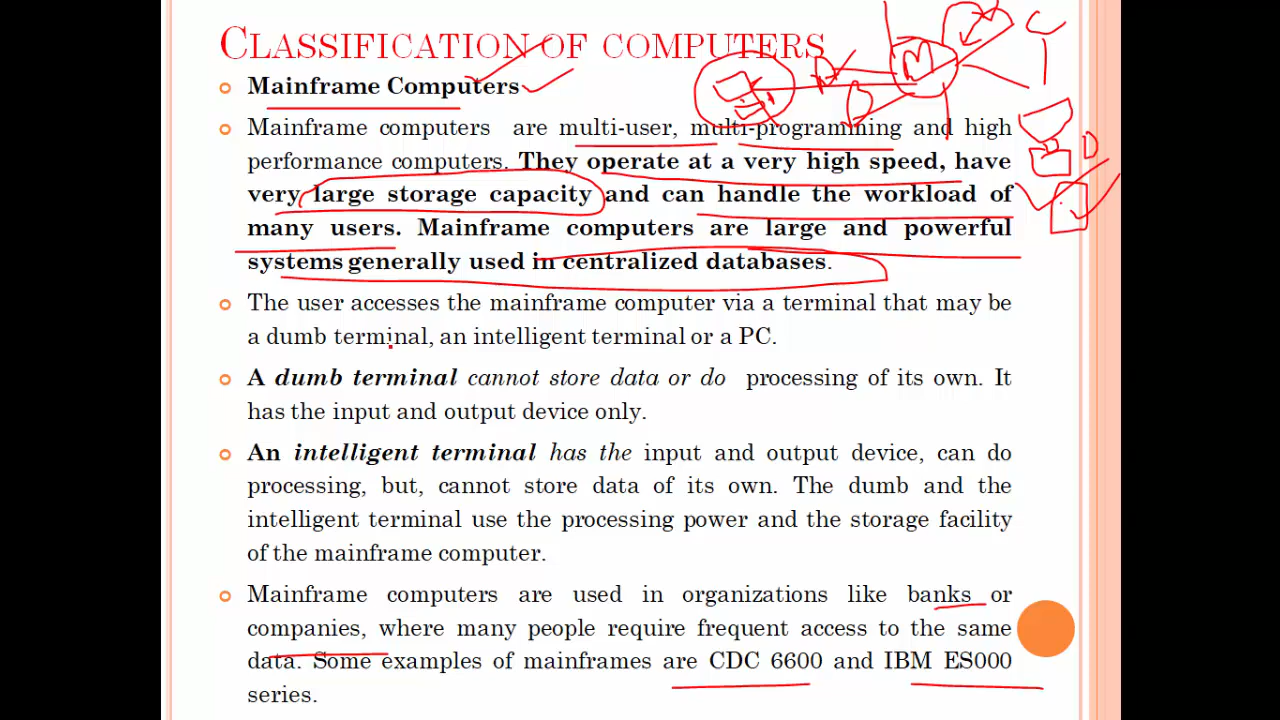 CLASSIFICATION OF COMPUTERS
Mainframe Computers
Mainframe computers are multi-user, multi-programming and high
performance computers. They operate at a very high speed, have
very large storage capacity and can handle the workload of
many users. Mainframe computers are large and powerful
systems generally used in centralized databases.
The user accesses the mainframe computer via a terminal that may be
a dumb terminal, an intelligent terminal or a PC.
A dumb terminal cannot store data or do processing of its own. It
has the input and output device only.
An intelligent terminal has the input and output device, can do
processing, but, cannot store data of its own. The dumb and the
intelligent terminal use the processing power and the storage facility
of the mainframe computer.
Mainframe computers are used in organizations like banks or
companies, where many people require frequent access to the same
data. Some examples of mainframes are CDC 6600 and IBM ES000
series.